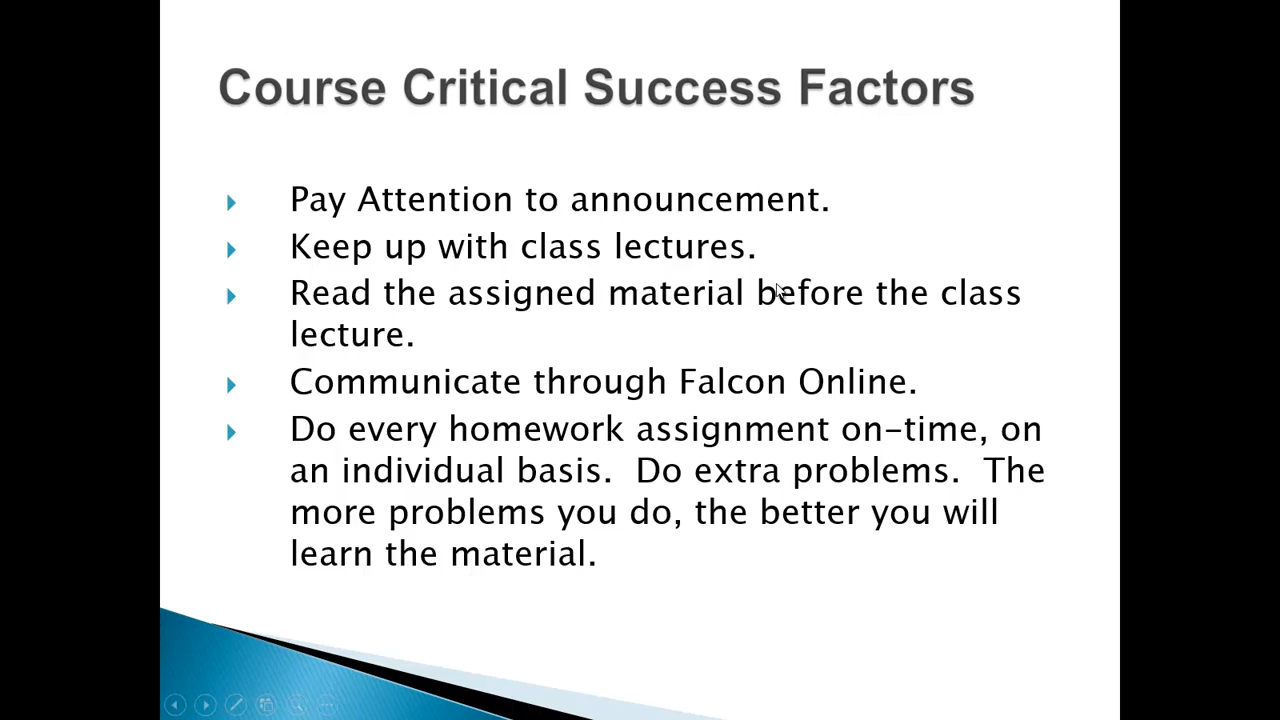 Course Critical Success Factors
Pay Attention to announcement.
Keep up with class lectures.
Read the assigned material before the class
lecture.
Communicate through Falcon Online.
Do every homework assignment on-time, on
an individual basis.  Do extra problems.  The
more problems you do, the better you will
learn the material.